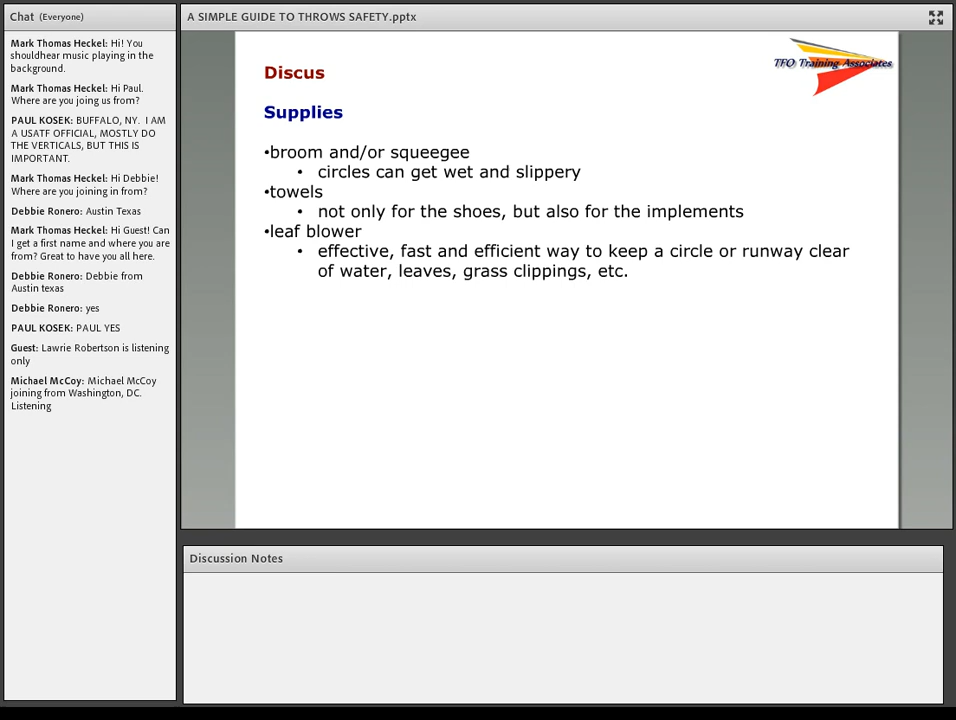 Chat (Everyone)
Mark Thomas Heckel: Hi! You
shouldhear music playing in the
background.
Mark Thomas Heckel: Hi Paul.
Where are you joing us from?
PAUL KOSEK: BUFFALO, NY. I AM
A USATF OFFICIAL, MOSTLY DO
THE VERTICALS, BUT THIS IS
IMPORTANT.
Mark Thomas Heckel: Hi Debbie!
Where are you joining in from?
Debbie Ronero: Austin Texas
Mark Thomas Heckel: Hi Guest! Can
I get a first name and where you are
from? Great to have you all here.
Debbie Ronero: Debbie from
Austin texas
Debbie Ronero: yes
PAUL KOSEK: PAUL YES
Guest: Lawrie Robertson is listening
only
Michael McCoy: Michael McCoy
joining from Washington, DC.
Listening
A SIMPLE GUIDE TO THROWS SAFETY.pptx
TFO Training Associates
Discus
Supplies
•broom and/or squeegee
• circles can get wet and slippery
•towels
• not only for the shoes, but also for the implements
•leaf blower
• effective, fast and efficient way to keep a circle or runway clear
of water, leaves, grass clippings, etc.
Discussion Notes